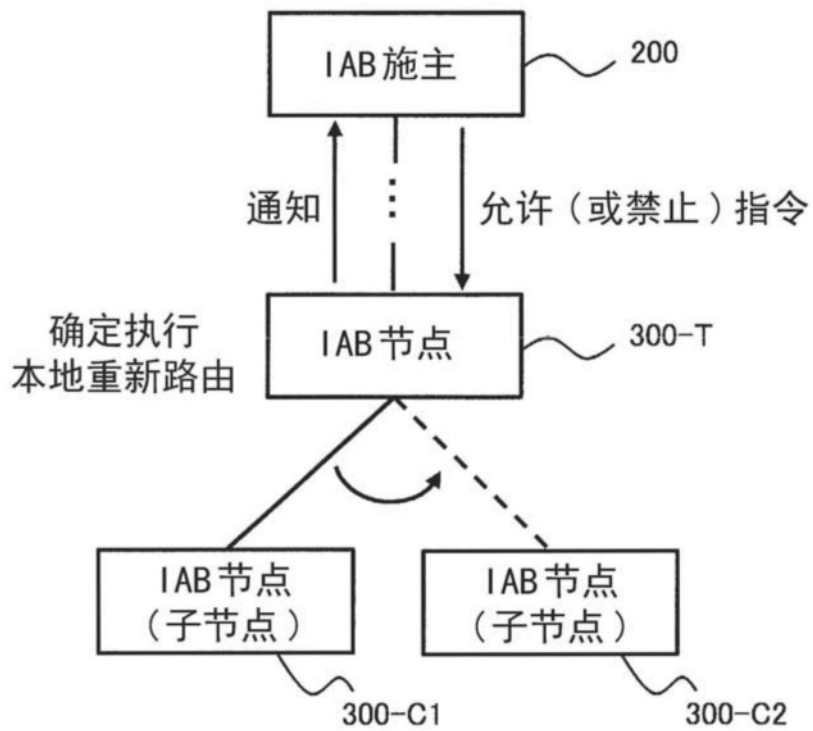 IAB施主
200
通知
允许（或禁止）指令
确定执行
本地重新路由
IAB节点
300-T
IAB节点
（子节点）
300-C1
IAB节点
（子节点）
300-C2